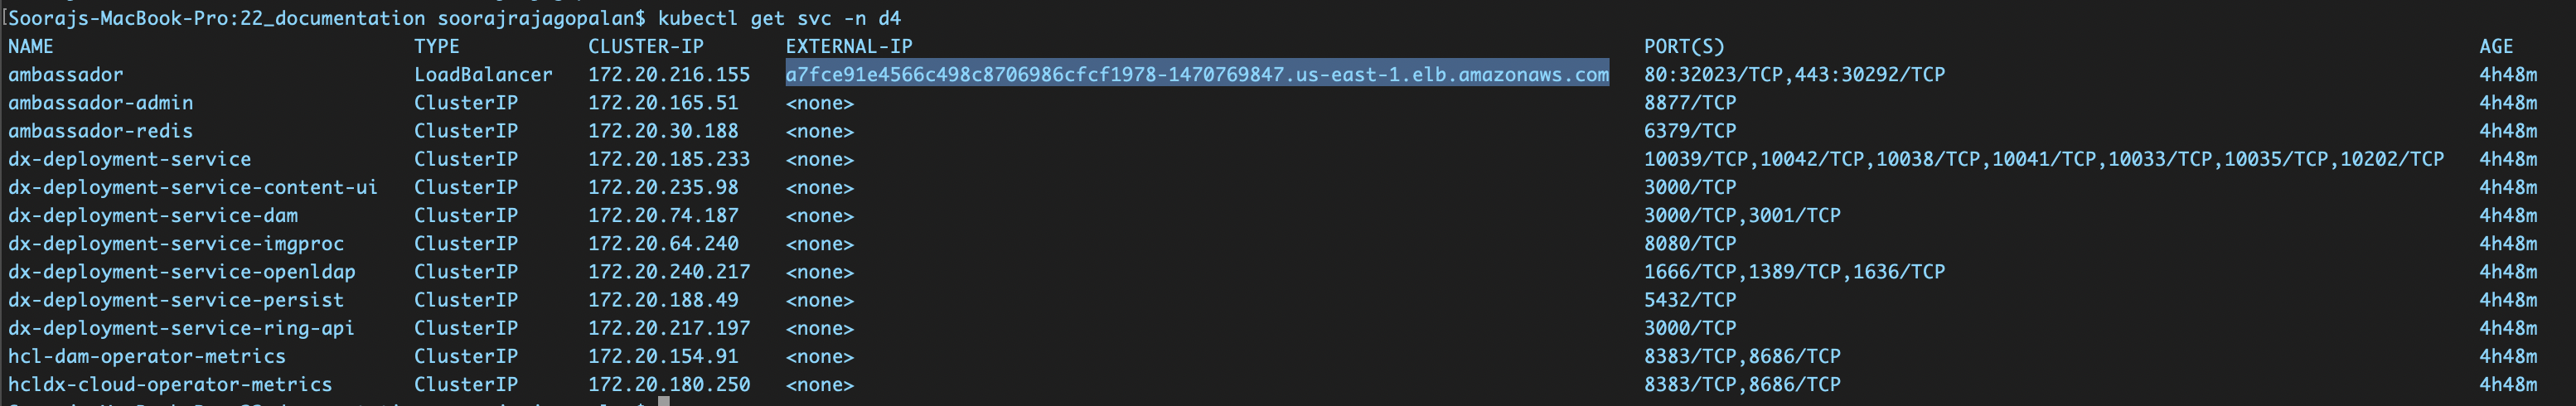 [Soorajs-MacBook-Pro:22_documentation soorajrajagopalan$ kubectl get svc -n d4
NAME TYPE CLUSTER-IP EXTERNAL-IP PORT(S) AGE
ambassador LoadBalancer 172.20.216.155 a7fce91e4566c498c8706986cfcf1978-1470769847.us-east-1.elb.amazonaws.com 80:32023/TCP,443:30292/TCP 4h48m
ambassador-admin ClusterIP 172.20.165.51 <none> 8877/TCP 4h48m
ambassador-redis ClusterIP 172.20.30.188 <none> 6379/TCP 4h48m
dx-deployment-service ClusterIP 172.20.185.233 <none> 10039/TCP,10042/TCP,10038/TCP,10041/TCP,10033/TCP,10035/TCP,10202/TCP 4h48m
dx-deployment-service-content-ui ClusterIP 172.20.235.98 <none> 3000/TCP 4h48m
dx-deployment-service-dam ClusterIP 172.20.74.187 <none> 3000/TCP,3001/TCP 4h48m
dx-deployment-service-imgproc ClusterIP 172.20.64.240 <none> 8080/TCP 4h48m
dx-deployment-service-openldap ClusterIP 172.20.240.217 <none> 1666/TCP,1389/TCP,1636/TCP 4h48m
dx-deployment-service-persist ClusterIP 172.20.188.49 <none> 5432/TCP 4h48m
dx-deployment-service-ring-api ClusterIP 172.20.217.197 <none> 3000/TCP 4h48m
hcl-dam-operator-metrics ClusterIP 172.20.154.91 <none> 8383/TCP,8686/TCP 4h48m
hcldx-cloud-operator-metrics ClusterIP 172.20.180.250 <none> 8383/TCP,8686/TCP 4h48m